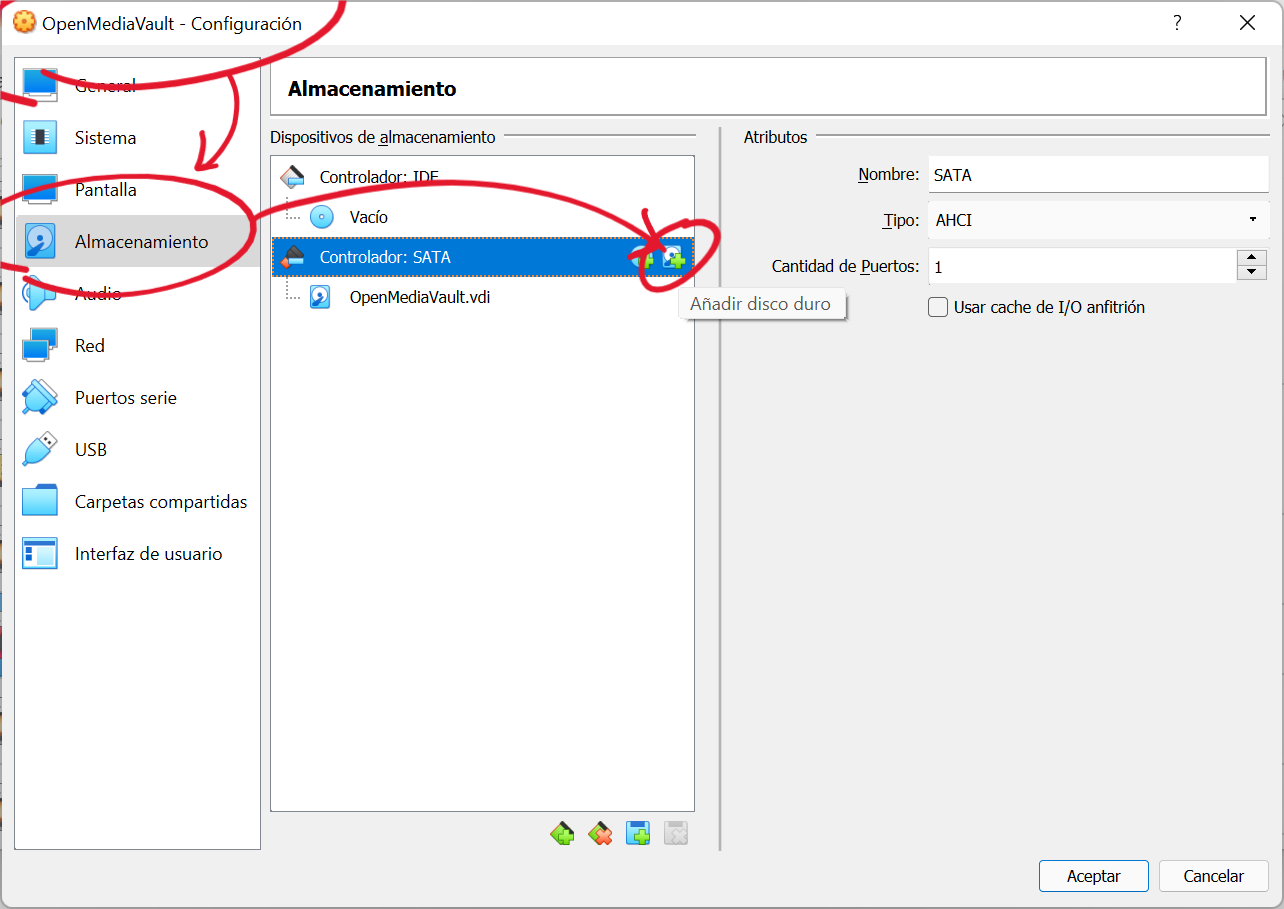 OpenMediaVault - Configuración
?
General
Sistema
Pantalla
Almacenamiento
Audio
Red
Puertos serie
USB
Carpetas compartidas
Interfaz de usuario
Almacenamiento
Dispositivos de almacenamiento
Controlador: IDE
Vacío
Controlador: SATA
OpenMediaVault.vdi
Añadir disco duro
Atributos
Nombre: SATA
Tipo: AHCI
Cantidad de Puertos: 1
Usar cache de I/O anfitrión
Aceptar
Cancelar